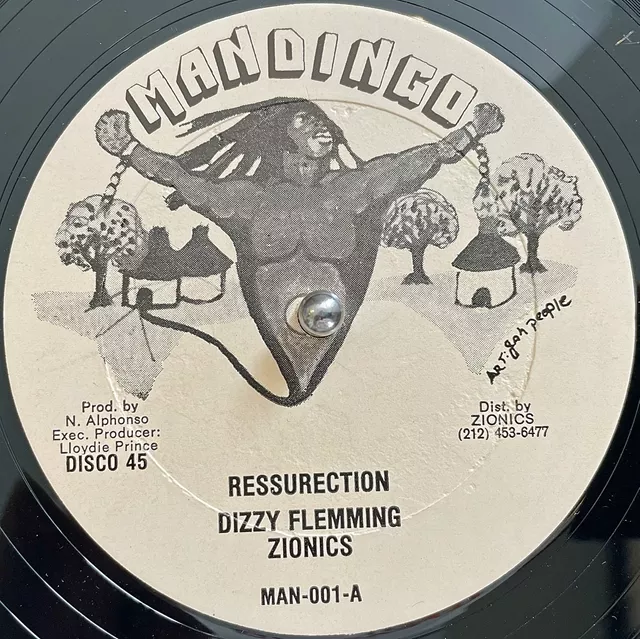 MANDINGO
ART: gah people
Prod. by
N. Alphonso
Exec. Producer:
Lloydie Prince
DISCO 45
Dist. by
ZIONICS
(212) 453-6477
RESSURECTION
DIZZY FLEMMING
ZIONICS
MAN-001-A